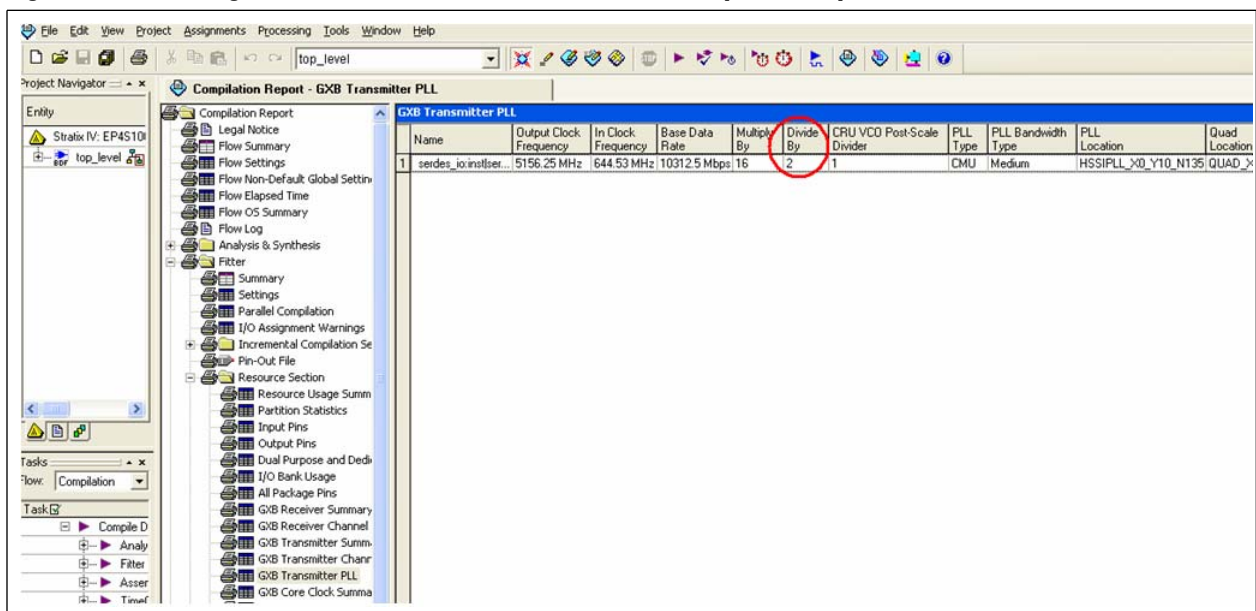 File Edit View Project Assignments Processing Tools Window Help
top_level
Project Navigator
Entity
Stratix IV: EP4S10
top_level
Compilation Report - GXB Transmitter PLL
Compilation Report
Legal Notice
Flow Summary
Flow Settings
Flow Non-Default Global Settin
Flow Elapsed Time
Flow OS Summary
Flow Log
Analysis & Synthesis
Fitter
Summary
Settings
Parallel Compilation
I/O Assignment Warnings
Incremental Compilation Se
Pin-Out File
Resource Section
Resource Usage Summ
Partition Statistics
Input Pins
Output Pins
Dual Purpose and Dedi
I/O Bank Usage
All Package Pins
GXB Receiver Summary
GXB Receiver Channel
GXB Transmitter Summ
GXB Transmitter Chann
GXB Transmitter PLL
GXB Core Clock Summa
GXB Transmitter PLL
Name Output Clock Frequency In Clock Frequency Base Data Rate Multiply By Divide By CRU VCO Post-Scale Divider PLL Type PLL Bandwidth Type PLL Location Quad Location
1 serdes_io:inst|ser... 5156.25 MHz 644.53 MHz 10312.5 Mbps 16 2 1 CMU Medium HSSIPLL_X0_Y10_N135 QUAD_X
Tasks
Flow: Compilation
Task
Compile D
Analy
Fitter
Asser